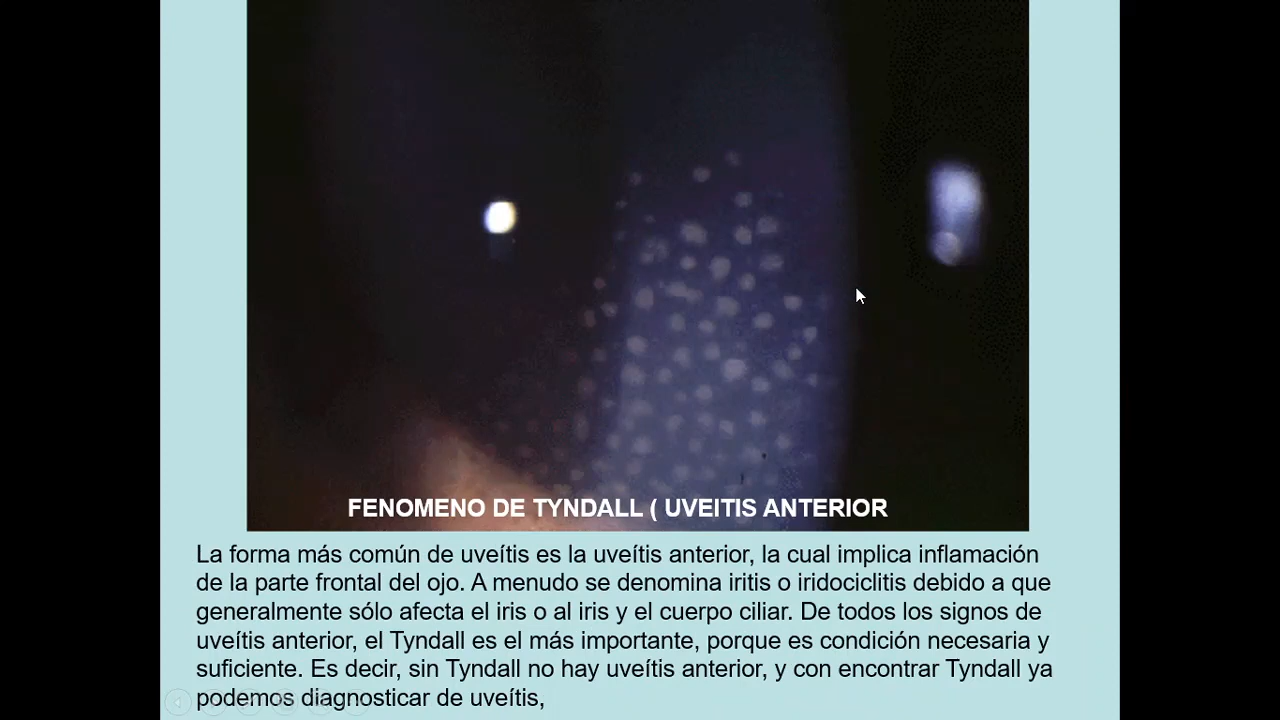 FENOMENO DE TYNDALL ( UVEITIS ANTERIOR
La forma más común de uveítis es la uveítis anterior, la cual implica inflamación
de la parte frontal del ojo. A menudo se denomina iritis o iridociclitis debido a que
generalmente sólo afecta el iris o al iris y el cuerpo ciliar. De todos los signos de
uveítis anterior, el Tyndall es el más importante, porque es condición necesaria y
suficiente. Es decir, sin Tyndall no hay uveítis anterior, y con encontrar Tyndall ya
podemos diagnosticar de uveítis,